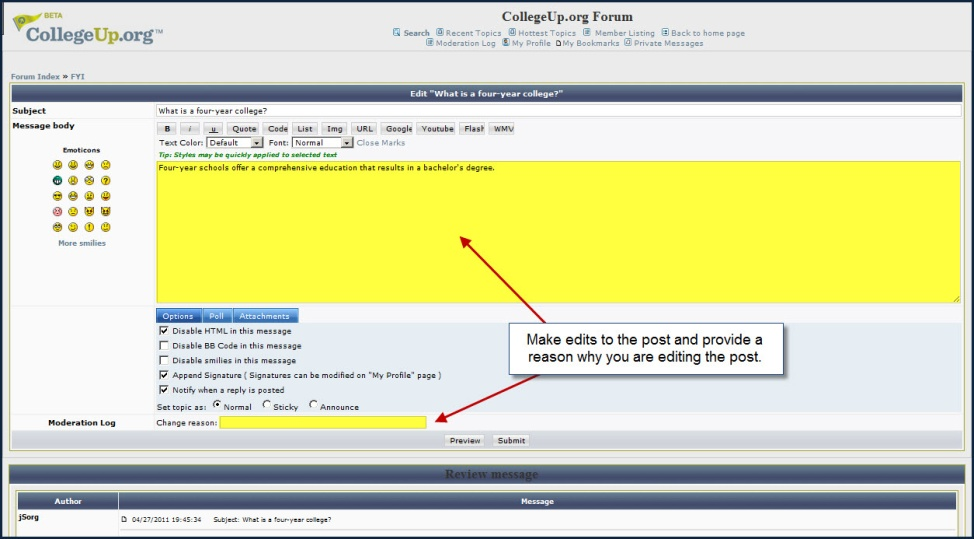 BETA
CollegeUp.org™
CollegeUp.org Forum
Search Recent Topics Hottest Topics Member Listing Back to home page
Moderation Log My Profile My Bookmarks Private Messages
Forum Index » FYI
Edit "What is a four-year college?"
Subject What is a four-year college?
Message body B i u Quote Code List Img URL Google Youtube Flash WMV
Text Color: Default Font: Normal Close Marks
Tip: Styles may be quickly applied to selected text
Emoticons
Four-year schools offer a comprehensive education that results in a bachelor's degree.
More smilies
Options Poll Attachments
Disable HTML in this message
Disable BB Code in this message
Disable smilies in this message
Append Signature ( Signatures can be modified on "My Profile" page )
Notify when a reply is posted
Set topic as: Normal Sticky Announce
Make edits to the post and provide a
reason why you are editing the post.
Moderation Log Change reason:
Preview Submit
Review message
Author Message
jSorg 04/27/2011 19:45:34 Subject: What is a four-year college?